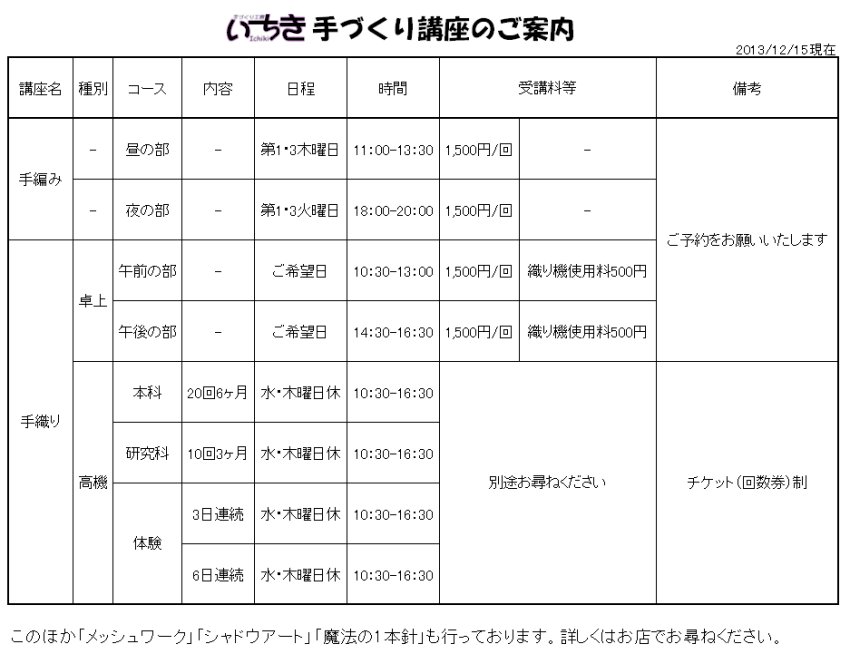 手づくり工房
いちき 手づくり講座のご案内
Ichiki
2013/12/15現在
講座名 種別 コース 内容 日程 時間 受講料等 備考
手編み - 昼の部 - 第1・3木曜日 11:00-13:30 1,500円/回 - ご予約をお願いいたします
- 夜の部 - 第1・3火曜日 18:00-20:00 1,500円/回 -
手織り 卓上 午前の部 - ご希望日 10:30-13:00 1,500円/回 織り機使用料500円
午後の部 - ご希望日 14:30-16:30 1,500円/回 織り機使用料500円
高機 本科 20回6ヶ月 水・木曜日休 10:30-16:30 別途お尋ねください チケット(回数券)制
研究科 10回3ヶ月 水・木曜日休 10:30-16:30
体験 3日連続 水・木曜日休 10:30-16:30
6日連続 水・木曜日休 10:30-16:30
このほか「メッシュワーク」「シャドウアート」「魔法の1本針」も行っております。詳しくはお店でお尋ねください。